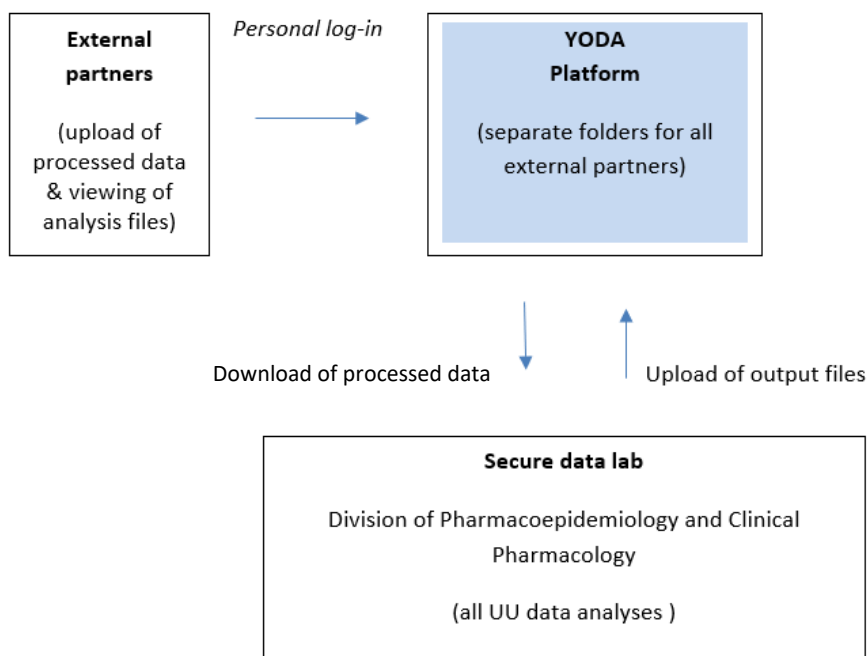 External
partners
(upload of
processed data
& viewing of
analysis files)
Personal log-in
YODA
Platform
(separate folders for all
external partners)
Download of processed data
Upload of output files
Secure data lab
Division of Pharmacoepidemiology and Clinical
Pharmacology
(all UU data analyses )